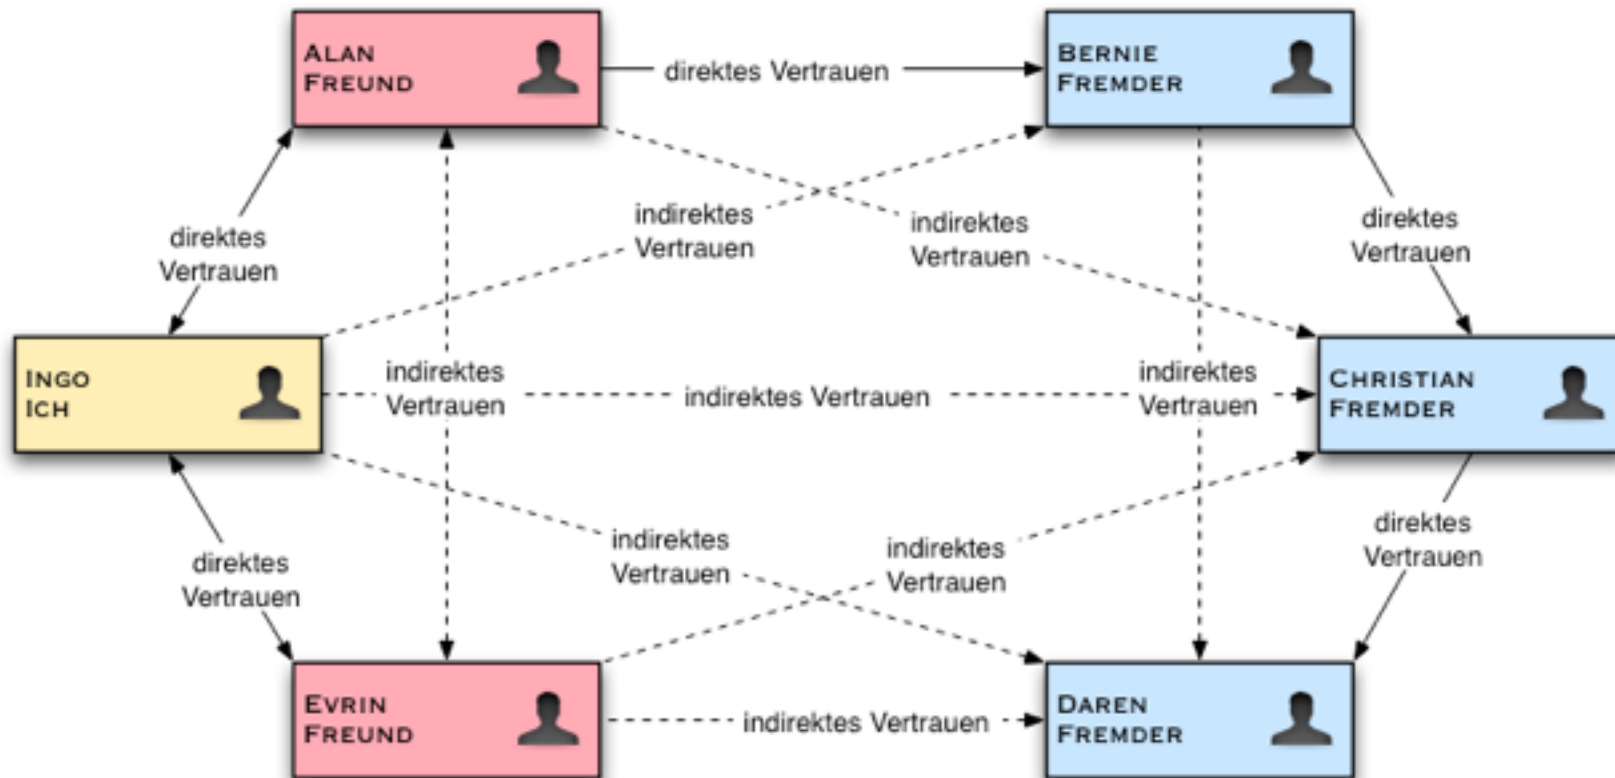 ALAN
FREUND
direktes Vertrauen
BERNIE
FREMDER
direktes
Vertrauen
indirektes
Vertrauen
indirektes
Vertrauen
direktes
Vertrauen
INGO
ICH
indirektes
Vertrauen
indirektes Vertrauen
indirektes
Vertrauen
CHRISTIAN
FREMDER
direktes
Vertrauen
indirektes
Vertrauen
indirektes
Vertrauen
direktes
Vertrauen
EVRIN
FREUND
indirektes Vertrauen
DAREN
FREMDER